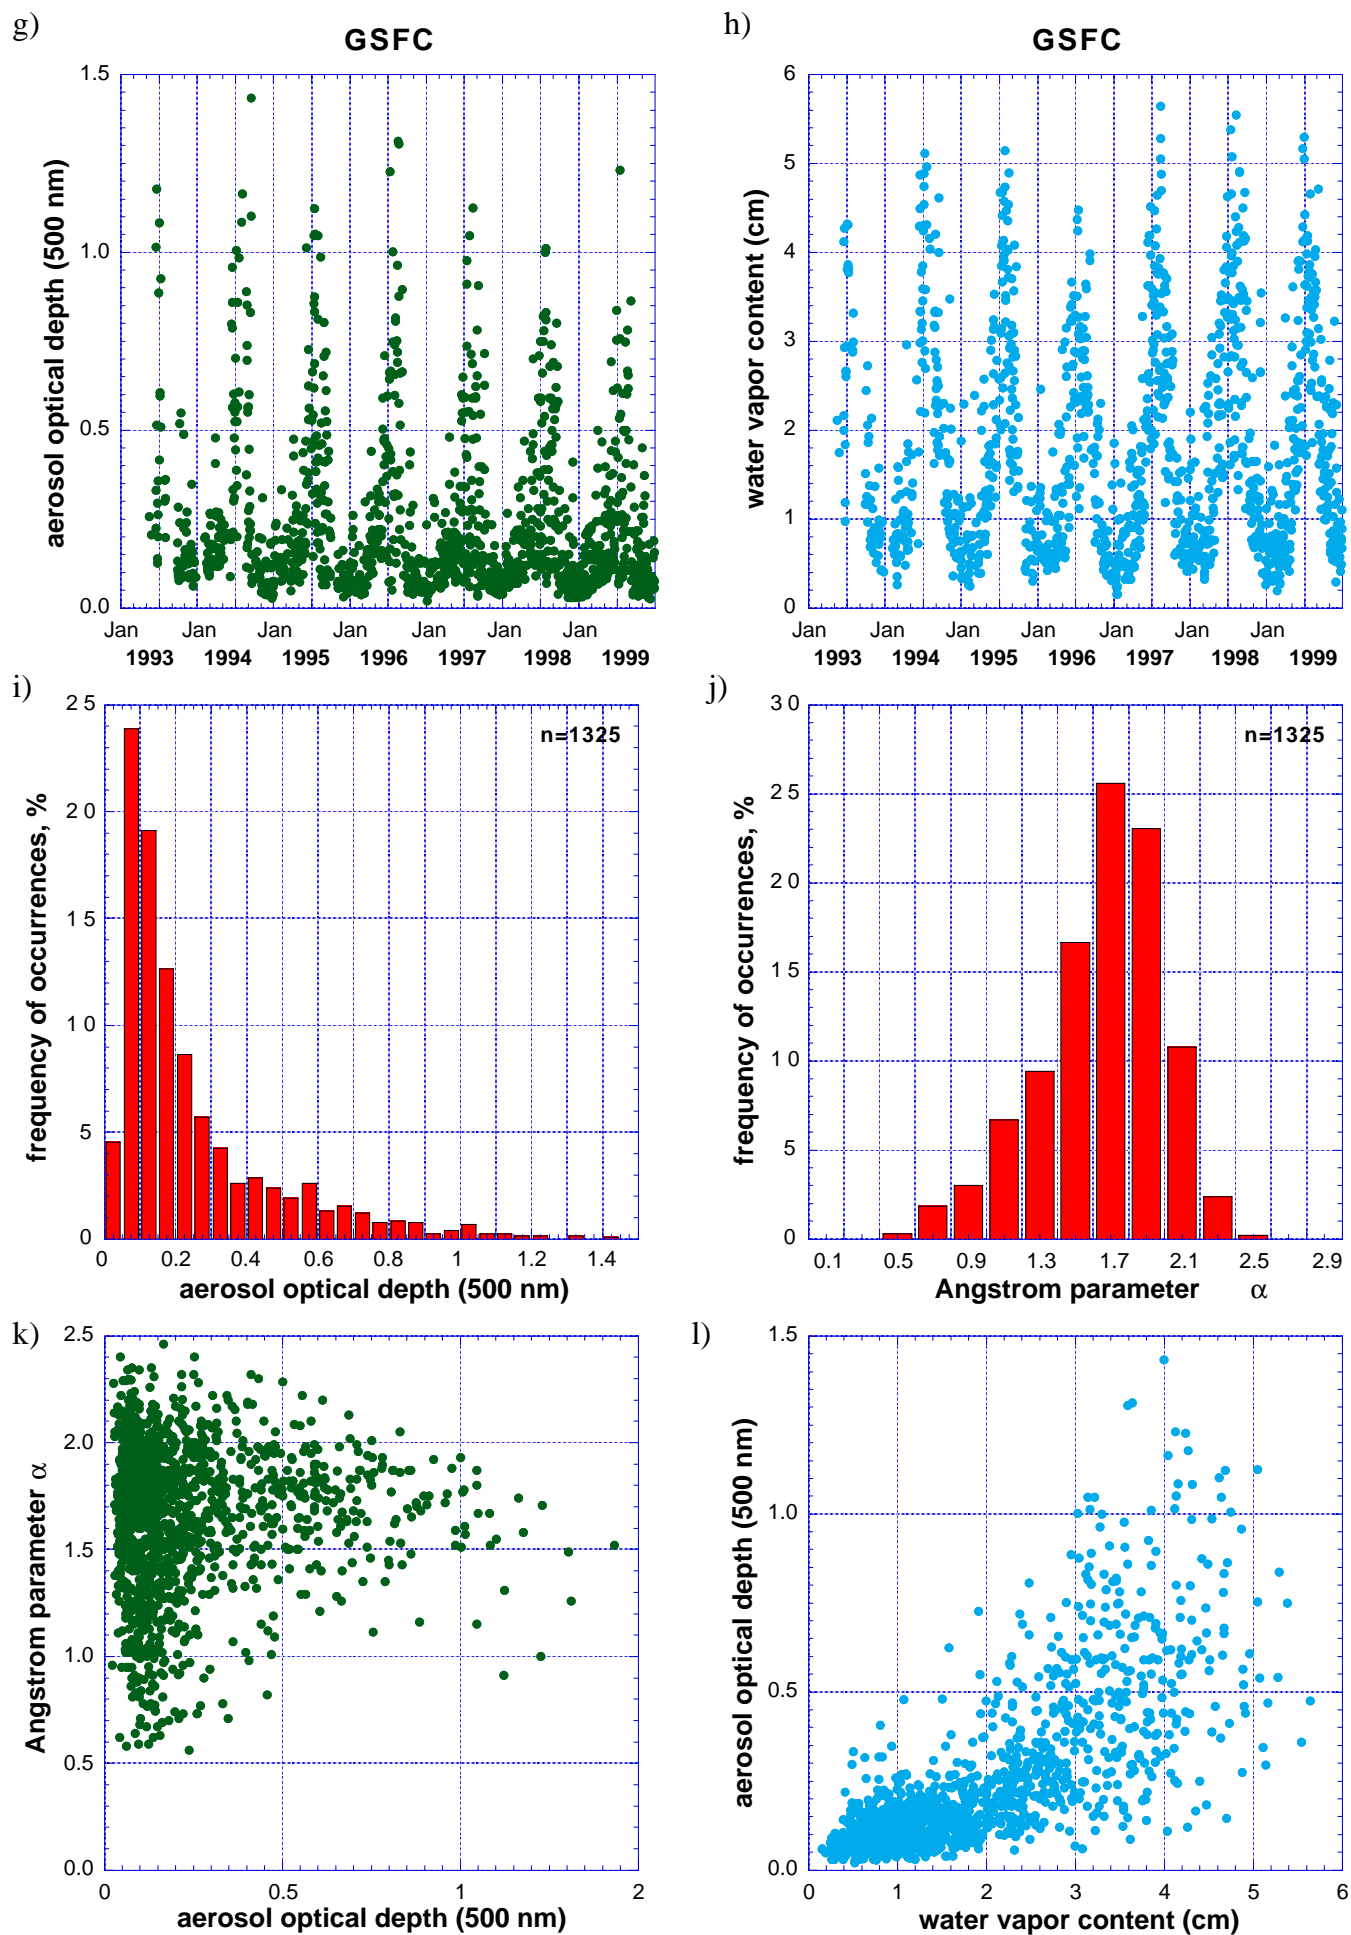 g)
GSFC
1.5
1.0
0.5
0.0
aerosol optical depth (500 nm)
Jan Jan Jan Jan Jan Jan Jan
1993 1994 1995 1996 1997 1998 1999
h)
GSFC
6
5
4
3
2
1
0
water vapor content (cm)
Jan Jan Jan Jan Jan Jan Jan
1993 1994 1995 1996 1997 1998 1999
i)
25
20
15
10
5
0
frequency of occurrences, %
n=1325
0 0.2 0.4 0.6 0.8 1 1.2 1.4
aerosol optical depth (500 nm)
j)
30
25
20
15
10
5
0
frequency of occurrences, %
n=1325
0.1 0.5 0.9 1.3 1.7 2.1 2.5 2.9
Angstrom parameter α
k)
2.5
2.0
1.5
1.0
0.5
0.0
Angstrom parameter α
0 0.5 1 2
aerosol optical depth (500 nm)
l)
1.5
1.0
0.5
0.0
aerosol optical depth (500 nm)
0 1 2 3 4 5 6
water vapor content (cm)